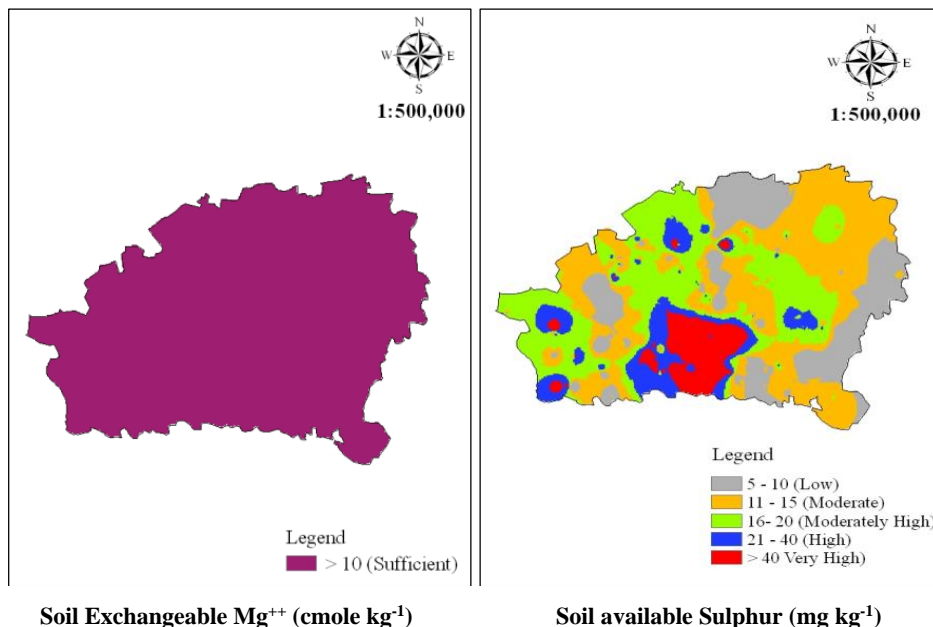 N
W E
S
1:500,000
Legend
> 10 (Sufficient)
Soil Exchangeable Mg⁺⁺ (cmole kg⁻¹)
N
W E
S
1:500,000
Legend
5 - 10 (Low)
11 - 15 (Moderate)
16- 20 (Moderately High)
21 - 40 (High)
> 40 Very High)
Soil available Sulphur (mg kg⁻¹)